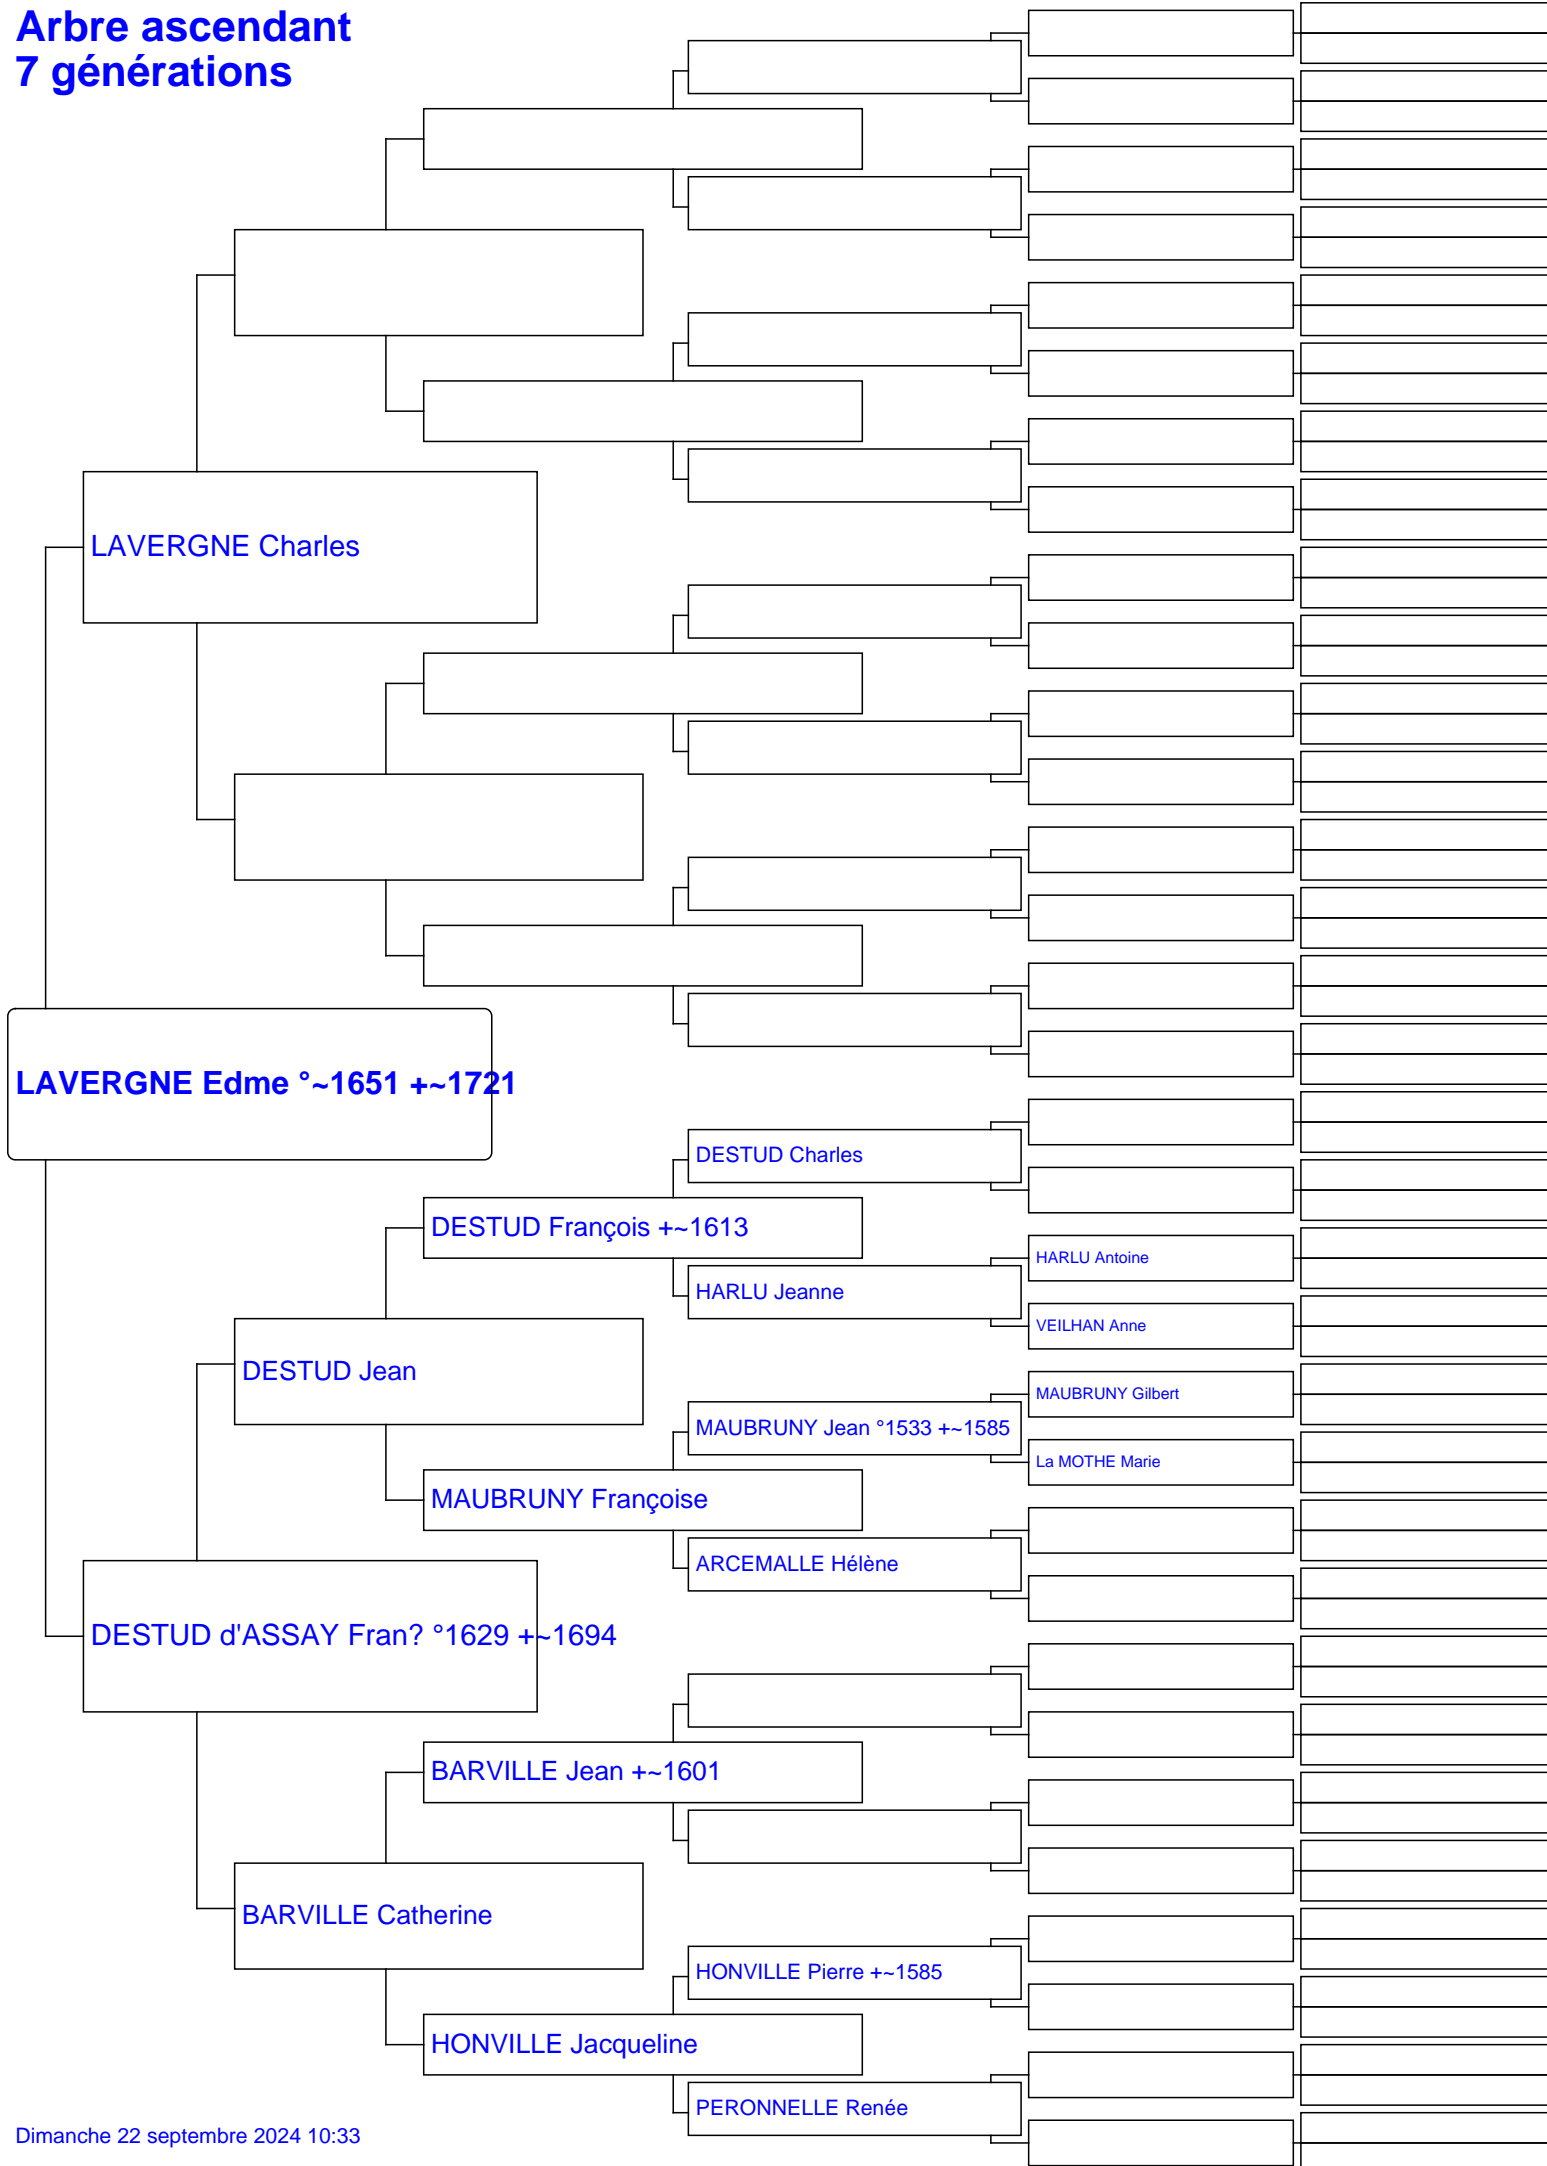 Arbre ascendant
7 générations
LAVERGNE Charles
LAVERGNE Edme °~1651 +~1721
DESTUD Charles
DESTUD François +~1613
HARLU Antoine
HARLU Jeanne
VEILHAN Anne
DESTUD Jean
MAUBRUNY Gilbert
MAUBRUNY Jean °1533 +~1585
La MOTHE Marie
MAUBRUNY Françoise
ARCEMALLE Hélène
DESTUD d'ASSAY Fran? °1629 +~1694
BARVILLE Jean +~1601
BARVILLE Catherine
HONVILLE Pierre +~1585
HONVILLE Jacqueline
PERONNELLE Renée
Dimanche 22 septembre 2024 10:33